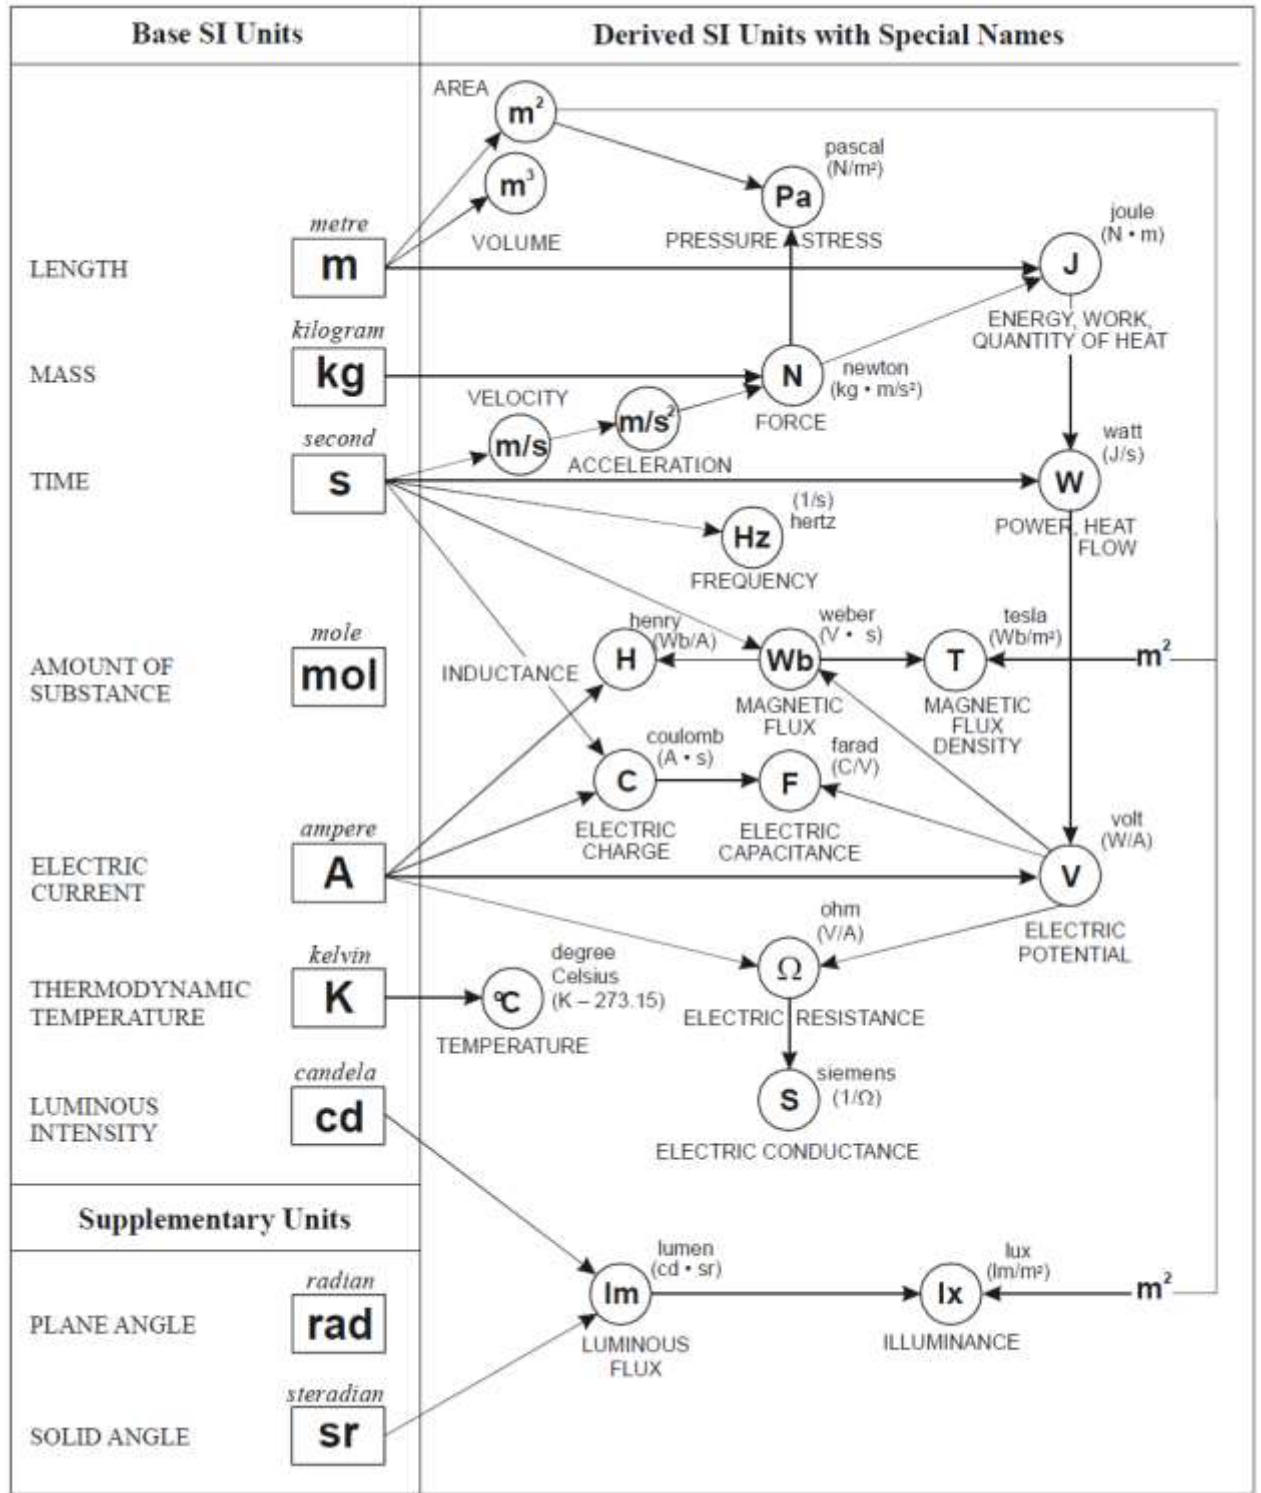 Base SI Units
Derived SI Units with Special Names
AREA
m²
pascal
(N/m²)
m³
Pa
metre
VOLUME
PRESSURE STRESS
joule
(N • m)
LENGTH
m
J
kilogram
ENERGY, WORK,
QUANTITY OF HEAT
MASS
kg
VELOCITY
N
newton
(kg • m/s²)
m/s²
FORCE
second
m/s
ACCELERATION
watt
(J/s)
TIME
s
W
(1/s)
hertz
POWER, HEAT
FLOW
Hz
FREQUENCY
mole
henry
(Wb/A)
weber
(V • s)
tesla
(Wb/m²)
AMOUNT OF
SUBSTANCE
mol
INDUCTANCE
H
Wb
T
m²
MAGNETIC
FLUX
MAGNETIC
FLUX
DENSITY
coulomb
(A • s)
farad
(C/V)
C
F
ampere
ELECTRIC
CHARGE
ELECTRIC
CAPACITANCE
volt
(W/A)
ELECTRIC
CURRENT
A
V
ohm
(V/A)
ELECTRIC
POTENTIAL
kelvin
degree
Celsius
(K – 273.15)
Ω
THERMODYNAMIC
TEMPERATURE
K
°C
ELECTRIC RESISTANCE
TEMPERATURE
candela
siemens
(1/Ω)
S
LUMINOUS
INTENSITY
cd
ELECTRIC CONDUCTANCE
Supplementary Units
lumen
(cd • sr)
lux
(lm/m²)
radian
lm
lx
m²
PLANE ANGLE
rad
LUMINOUS
FLUX
ILLUMINANCE
steradian
SOLID ANGLE
sr